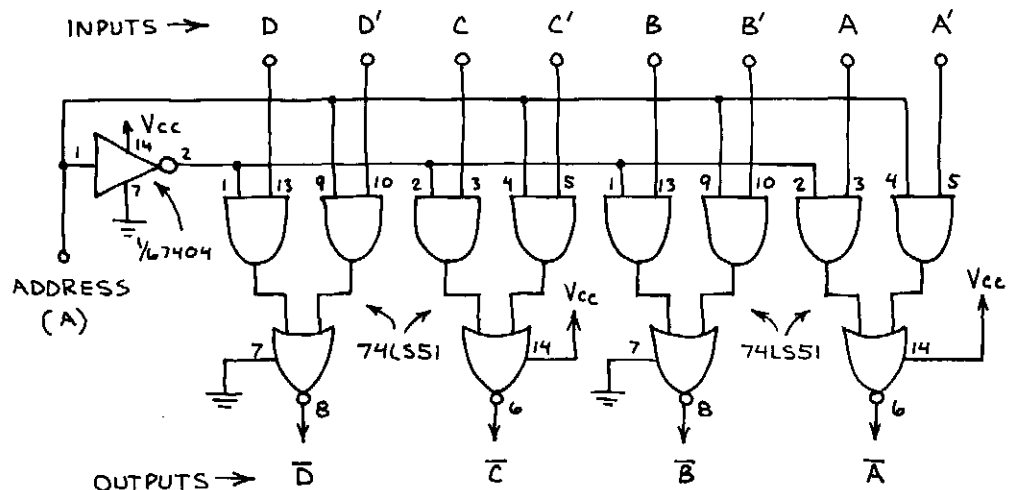 INPUTS → D D' C C' B B' A A'
Vcc
14
1 2
7
1 13 9 10 2 3 4 5 1 13 9 10 2 3 4 5
1/6 7404
ADDRESS
(A)
Vcc Vcc
74LS51 74LS51
7 14 7 14
8 6 8 6
OUTPUTS → D̅ C̅ B̅ A̅